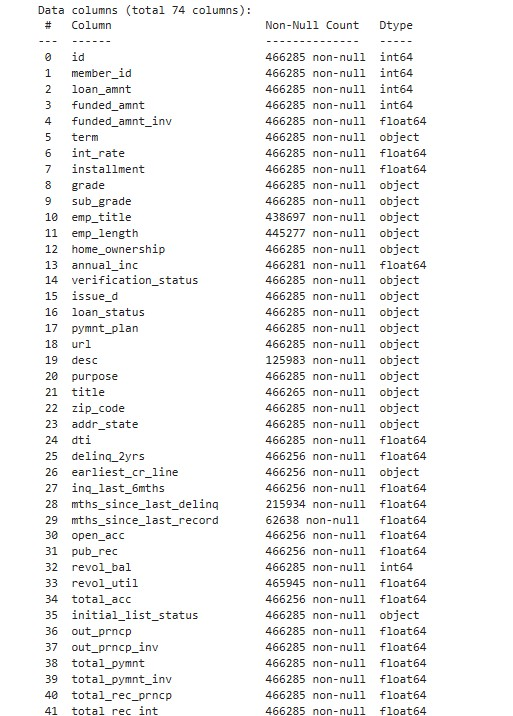 Data columns (total 74 columns):
 #   Column                       Non-Null Count   Dtype
---  ------                       --------------   -----
 0   id                           466285 non-null  int64
 1   member_id                    466285 non-null  int64
 2   loan_amnt                    466285 non-null  int64
 3   funded_amnt                  466285 non-null  int64
 4   funded_amnt_inv              466285 non-null  float64
 5   term                         466285 non-null  object
 6   int_rate                     466285 non-null  float64
 7   installment                  466285 non-null  float64
 8   grade                        466285 non-null  object
 9   sub_grade                    466285 non-null  object
 10  emp_title                    438697 non-null  object
 11  emp_length                   445277 non-null  object
 12  home_ownership               466285 non-null  object
 13  annual_inc                   466281 non-null  float64
 14  verification_status          466285 non-null  object
 15  issue_d                      466285 non-null  object
 16  loan_status                  466285 non-null  object
 17  pymnt_plan                   466285 non-null  object
 18  url                          466285 non-null  object
 19  desc                         125983 non-null  object
 20  purpose                      466285 non-null  object
 21  title                        466265 non-null  object
 22  zip_code                     466285 non-null  object
 23  addr_state                   466285 non-null  object
 24  dti                          466285 non-null  float64
 25  delinq_2yrs                  466256 non-null  float64
 26  earliest_cr_line             466256 non-null  object
 27  inq_last_6mths               466256 non-null  float64
 28  mths_since_last_delinq       215934 non-null  float64
 29  mths_since_last_record       62638 non-null   float64
 30  open_acc                     466256 non-null  float64
 31  pub_rec                      466256 non-null  float64
 32  revol_bal                    466285 non-null  int64
 33  revol_util                   465945 non-null  float64
 34  total_acc                    466256 non-null  float64
 35  initial_list_status          466285 non-null  object
 36  out_prncp                    466285 non-null  float64
 37  out_prncp_inv                466285 non-null  float64
 38  total_pymnt                  466285 non-null  float64
 39  total_pymnt_inv              466285 non-null  float64
 40  total_rec_prncp              466285 non-null  float64
 41  total_rec_int                466285 non-null  float64